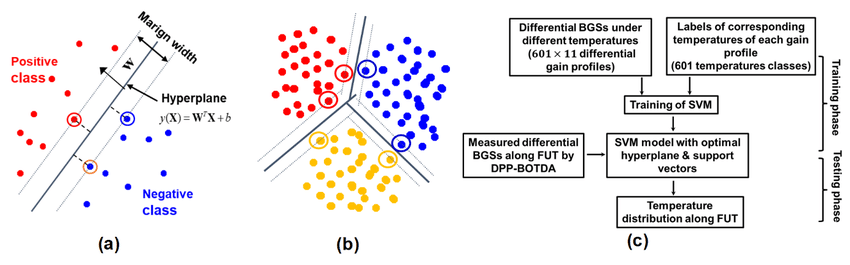 Marign width
Positive
class
W
Hyperplane
y(X) = WᵀX + b
Negative
class
(a)
(b)
Differential BGSs under
different temperatures
(601×11 differential
gain profiles)
Labels of corresponding
temperatures of each gain
profile
(601 temperatures classes)
Training of SVM
Measured differential
BGSs along FUT by
DPP-BOTDA
SVM model with optimal
hyperplane & support
vectors
Temperature
distribution along FUT
Training phase
Testing phase
(c)